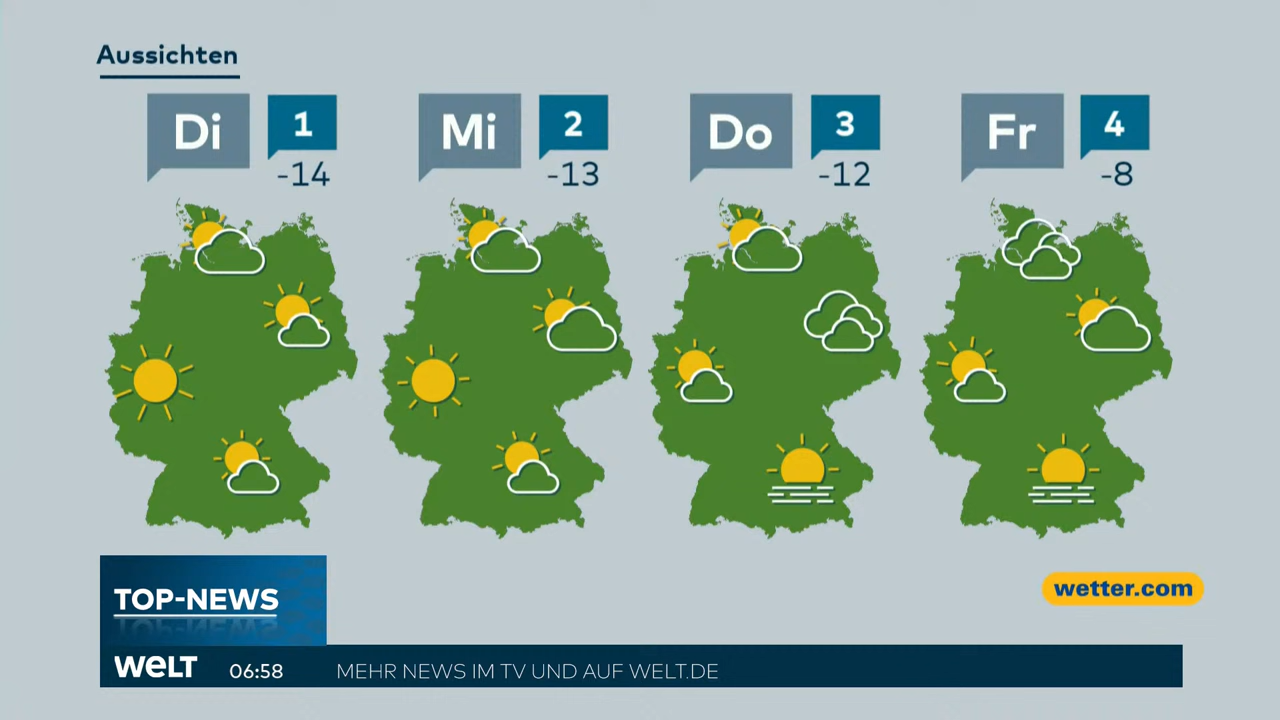 Aussichten
Di 1
-14
Mi 2
-13
Do 3
-12
Fr 4
-8
TOP-NEWS
wetter.com
welt 06:58 MEHR NEWS IM TV UND AUF WELT.DE